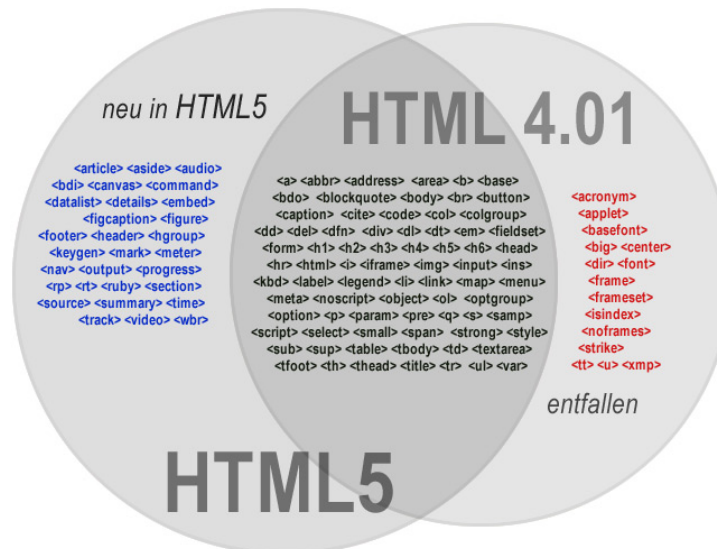 neu in HTML5
HTML 4.01
<article> <aside> <audio>
<bdi> <canvas> <command>
<datalist> <details> <embed>
<figcaption> <figure>
<footer> <header> <hgroup>
<keygen> <mark> <meter>
<nav> <output> <progress>
<rp> <rt> <ruby> <section>
<source> <summary> <time>
<track> <video> <wbr>
<a> <abbr> <address> <area> <b> <base>
<bdo> <blockquote> <body> <br> <button>
<caption> <cite> <code> <col> <colgroup>
<dd> <del> <dfn> <div> <dl> <dt> <em> <fieldset>
<form> <h1> <h2> <h3> <h4> <h5> <h6> <head>
<hr> <html> <i> <iframe> <img> <input> <ins>
<kbd> <label> <legend> <li> <link> <map> <menu>
<meta> <noscript> <object> <ol> <optgroup>
<option> <p> <param> <pre> <q> <s> <samp>
<script> <select> <small> <span> <strong> <style>
<sub> <sup> <table> <tbody> <td> <textarea>
<tfoot> <th> <thead> <title> <tr> <ul> <var>
<acronym>
<applet>
<basefont>
<big> <center>
<dir> <font>
<frame>
<frameset>
<isindex>
<noframes>
<strike>
<tt> <u> <xmp>
entfallen
HTML5